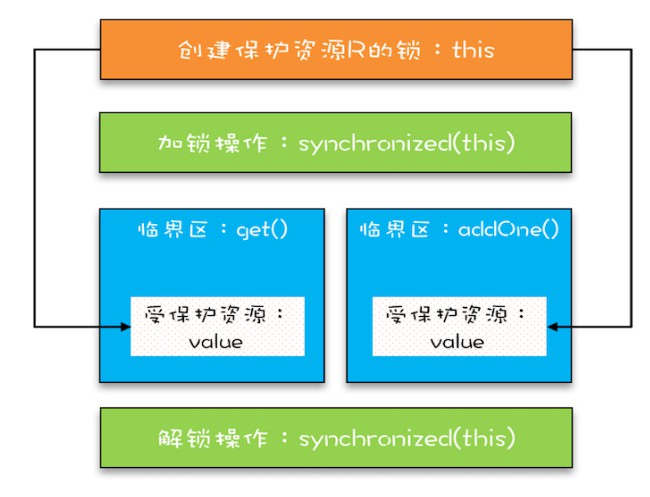 创建保护资源R的锁：this
加锁操作：synchronized(this)
临界区：get()
临界区：addOne()
受保护资源：
value
受保护资源：
value
解锁操作：synchronized(this)